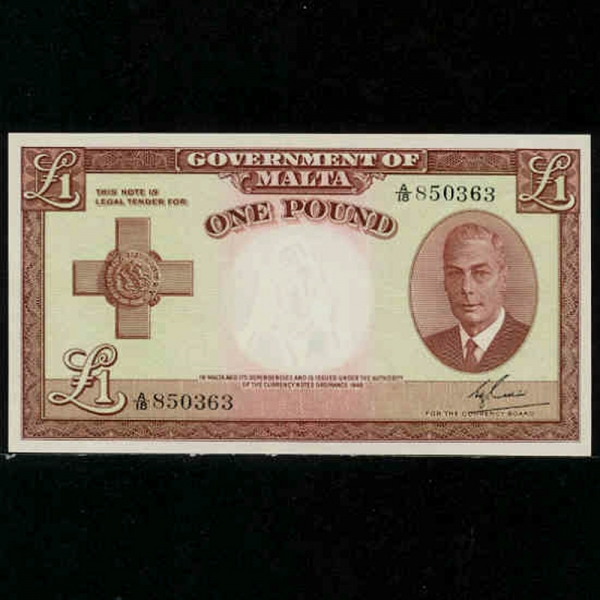 £1
GOVERNMENT OF
MALTA
£1
THIS NOTE IS
LEGAL TENDER FOR
A/18 850363
ONE POUND
IN MALTA AND ITS DEPENDENCIES AND IS ISSUED UNDER THE AUTHORITY
OF THE CURRENCY NOTES ORDINANCE 1949
£1
A/18 850363
FOR THE CURRENCY BOARD